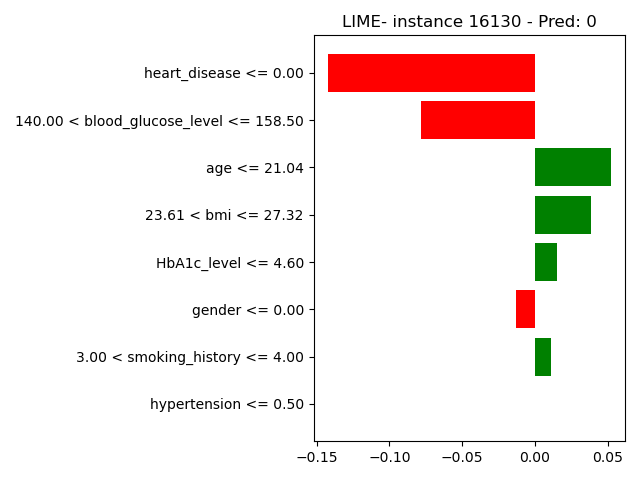 LIME- instance 16130 - Pred: 0
heart_disease <= 0.00
140.00 < blood_glucose_level <= 158.50
age <= 21.04
23.61 < bmi <= 27.32
HbA1c_level <= 4.60
gender <= 0.00
3.00 < smoking_history <= 4.00
hypertension <= 0.50
−0.15 −0.10 −0.05 0.00 0.05